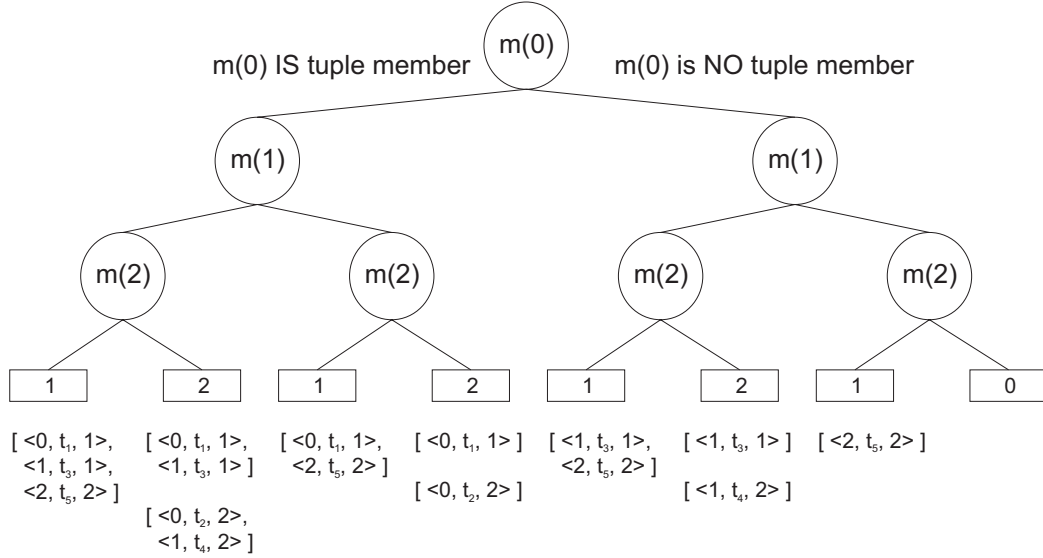 m(0)
m(0) IS tuple member
m(0) is NO tuple member
m(1)
m(1)
m(2)
m(2)
m(2)
m(2)
1
2
1
2
1
2
1
0
[ <0, t₁, 1>,
<1, t₃, 1>,
<2, t₅, 2> ]
[ <0, t₁, 1>,
<1, t₃, 1> ]
[ <0, t₂, 2>,
<1, t₄, 2> ]
[ <0, t₁, 1>,
<2, t₅, 2> ]
[ <0, t₁, 1> ]
[ <0, t₂, 2> ]
[ <1, t₃, 1>,
<2, t₅, 2> ]
[ <1, t₃, 1> ]
[ <1, t₄, 2> ]
[ <2, t₅, 2> ]